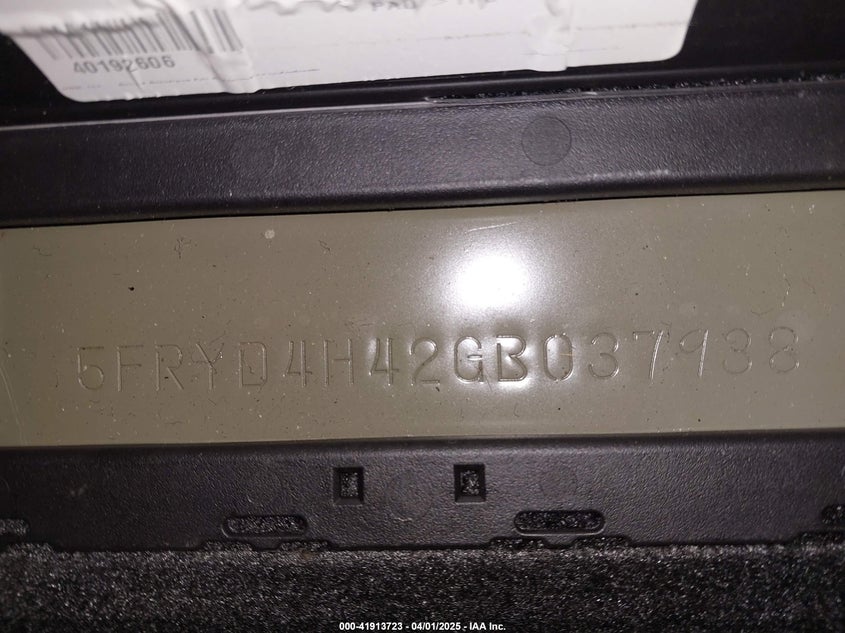 40192606
5FRYD4H42GB037938
000-41913723 - 04/01/2025 - IAA Inc.